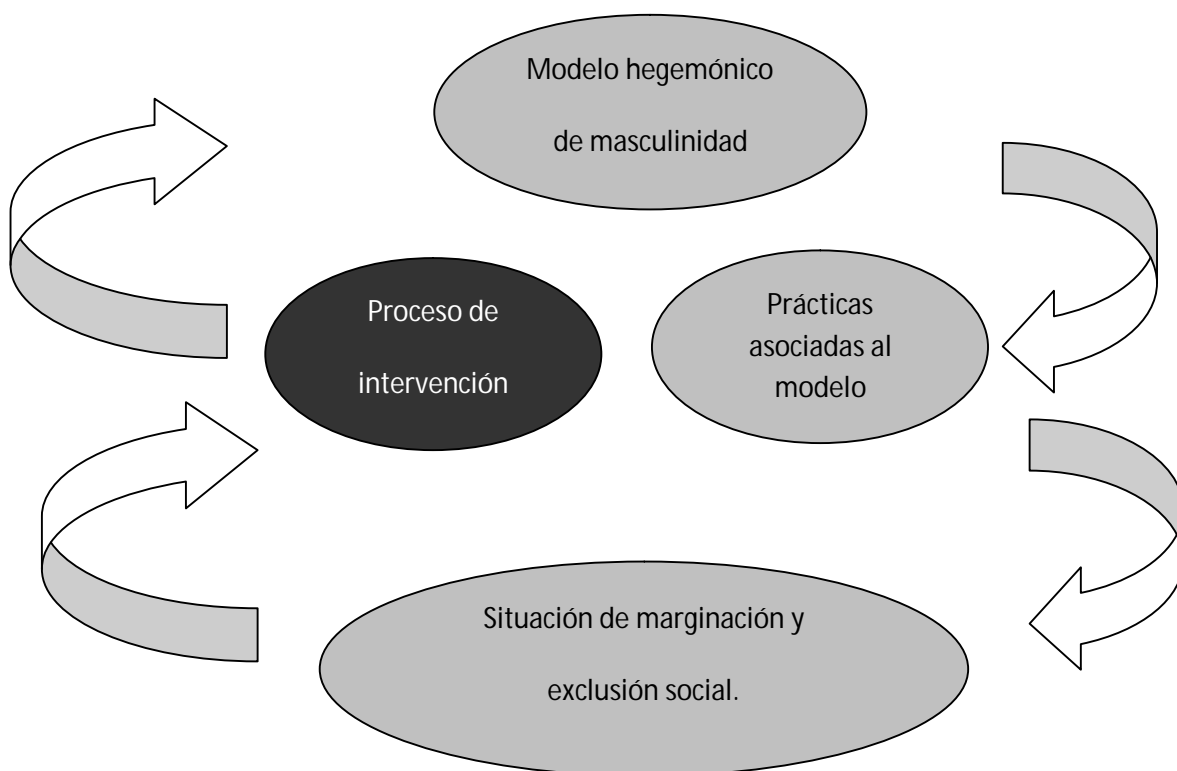 Modelo hegemónico
de masculinidad
Proceso de
intervención
Prácticas
asociadas al
modelo
Situación de marginación y
exclusión social.